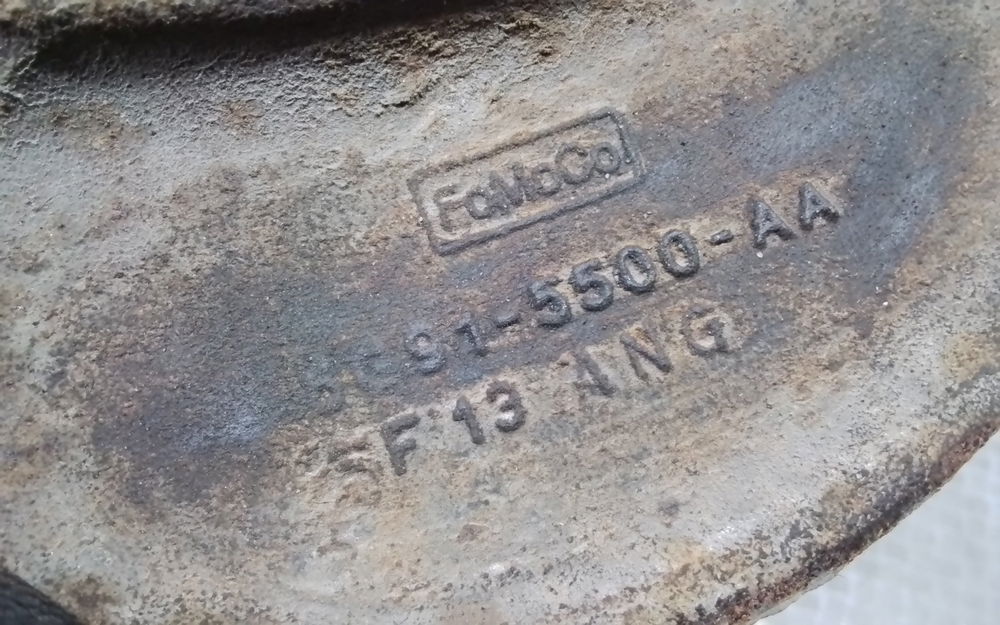 FoMoCo
91-5500-AA
F 13 ANG